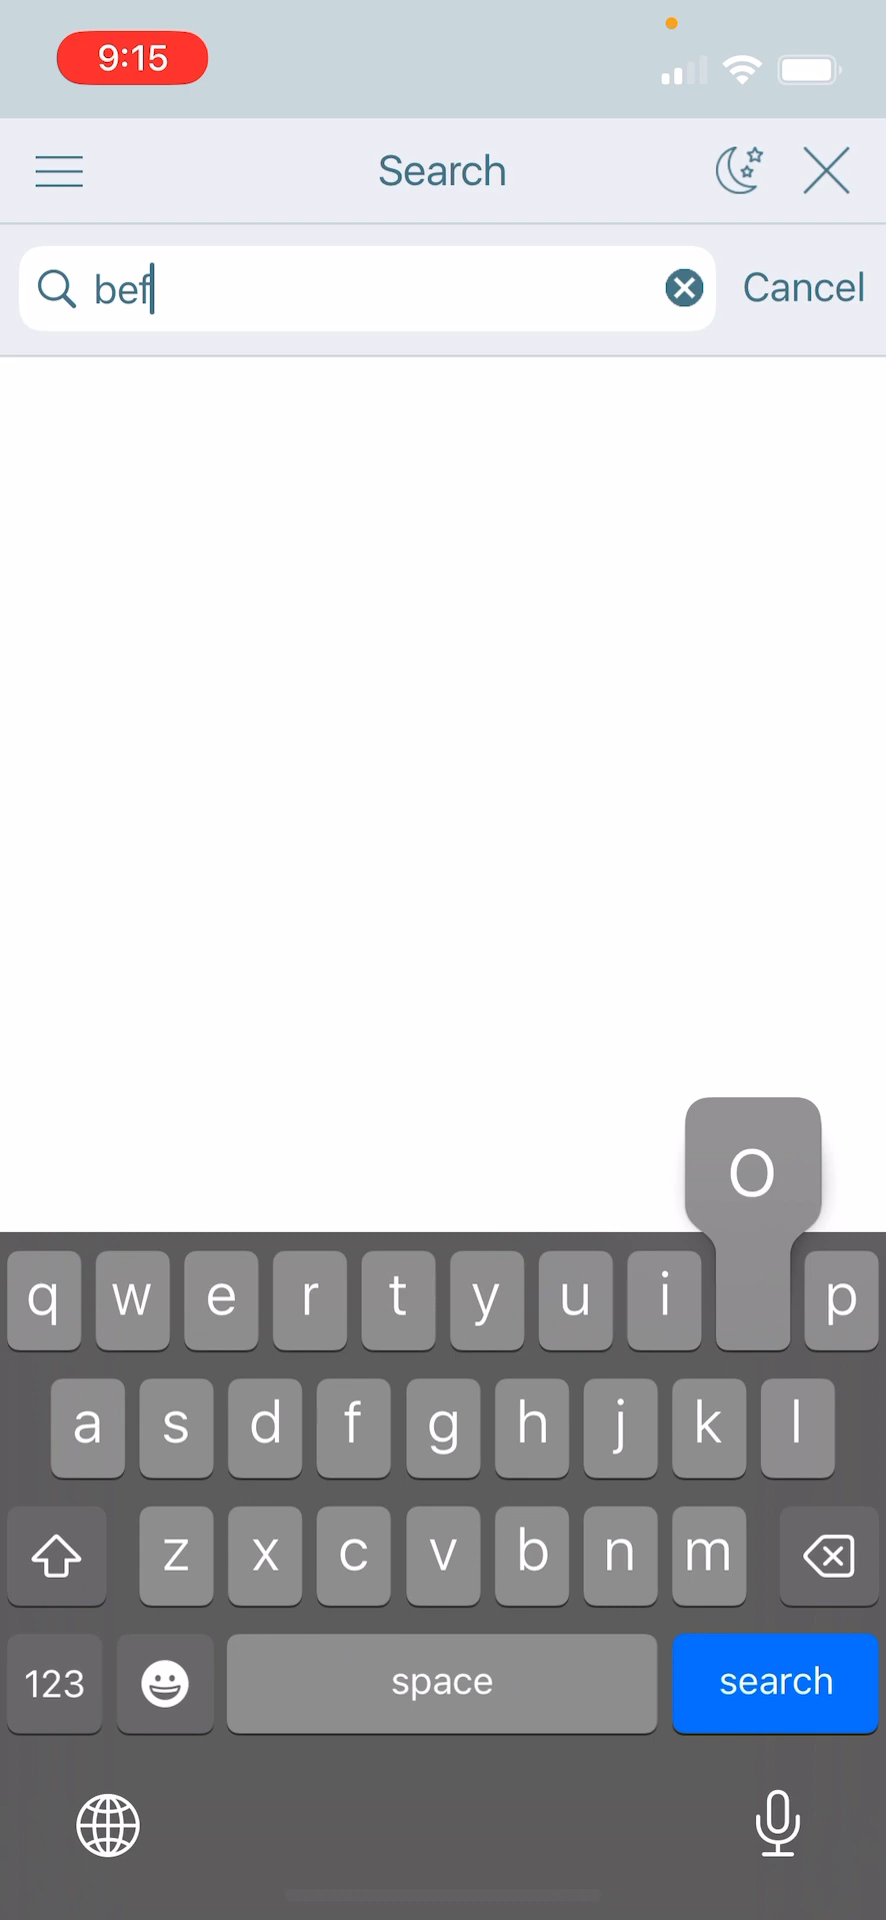 9:15
Search
bef
Cancel
O
q w e r t y u i p
a s d f g h j k l
z x c v b n m
123 space search